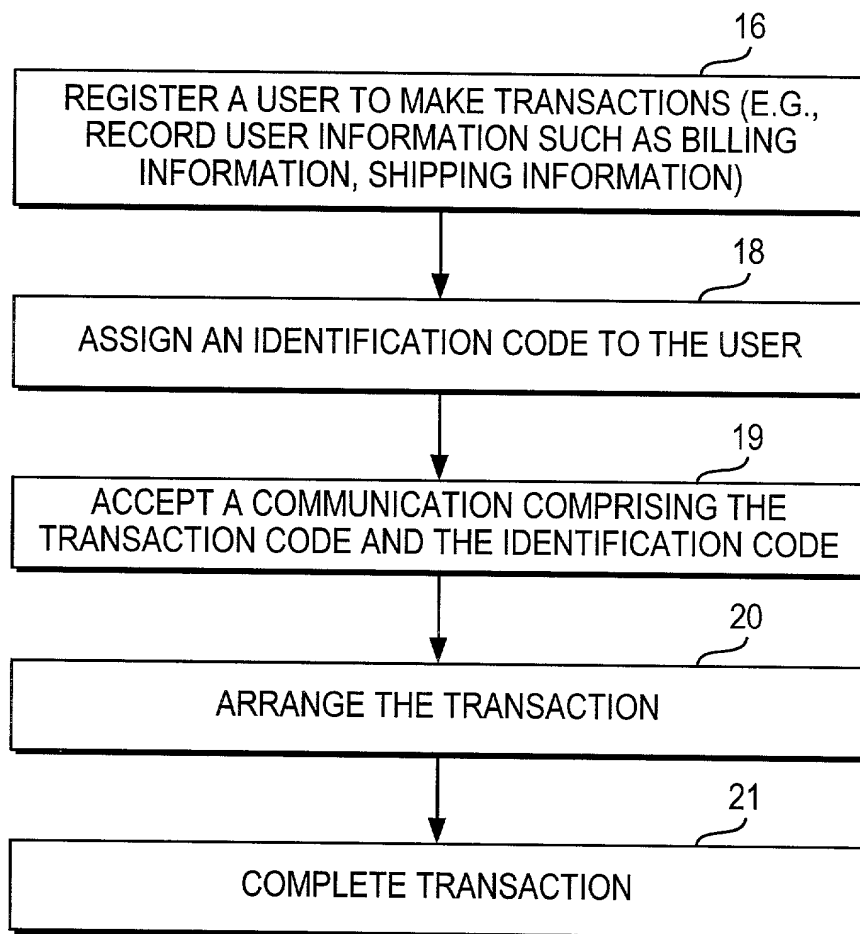 16
REGISTER A USER TO MAKE TRANSACTIONS (E.G.,
RECORD USER INFORMATION SUCH AS BILLING
INFORMATION, SHIPPING INFORMATION)
18
ASSIGN AN IDENTIFICATION CODE TO THE USER
19
ACCEPT A COMMUNICATION COMPRISING THE
TRANSACTION CODE AND THE IDENTIFICATION CODE
20
ARRANGE THE TRANSACTION
21
COMPLETE TRANSACTION